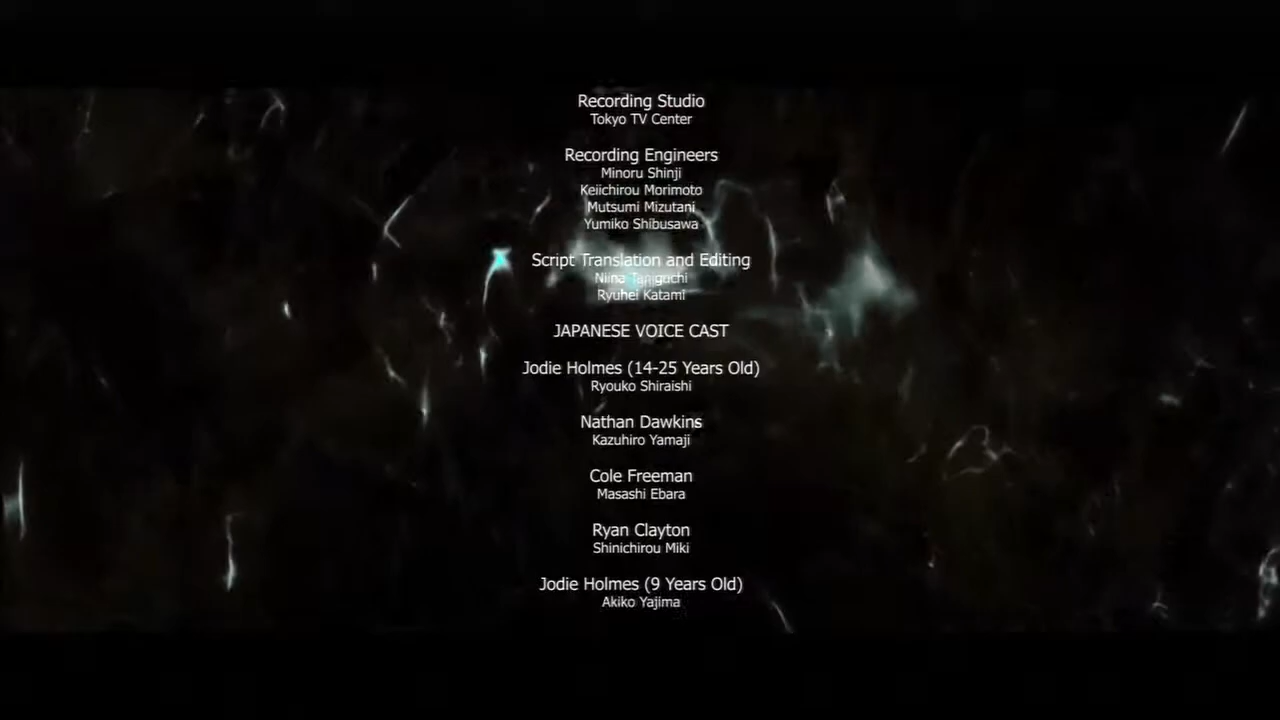 Recording Studio
Tokyo TV Center
Recording Engineers
Minoru Shinji
Keiichirou Morimoto
Mutsumi Mizutani
Yumiko Shibusawa
Script Translation and Editing
Niina Taniguchi
Ryuhei Katami
JAPANESE VOICE CAST
Jodie Holmes (14-25 Years Old)
Ryouko Shiraishi
Nathan Dawkins
Kazuhiro Yamaji
Cole Freeman
Masashi Ebara
Ryan Clayton
Shinichirou Miki
Jodie Holmes (9 Years Old)
Akiko Yajima